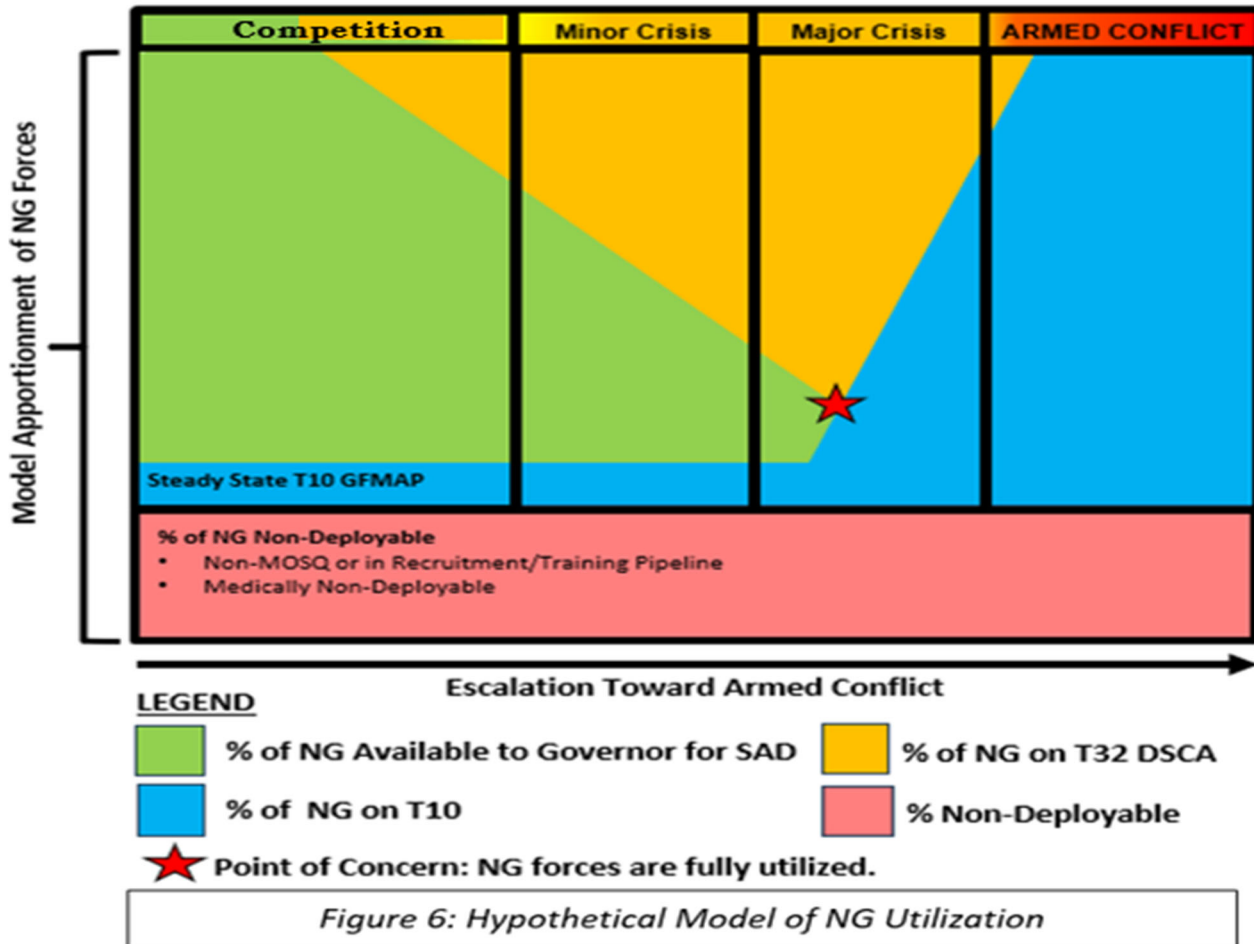 Competition
Minor Crisis
Major Crisis
ARMED CONFLICT
Model Apportionment of NG Forces
Steady State T10 GFMAP
% of NG Non-Deployable
• Non-MOSQ or in Recruitment/Training Pipeline
• Medically Non-Deployable
Escalation Toward Armed Conflict
LEGEND
% of NG Available to Governor for SAD
% of NG on T32 DSCA
% of NG on T10
% Non-Deployable
Point of Concern: NG forces are fully utilized.
Figure 6: Hypothetical Model of NG Utilization